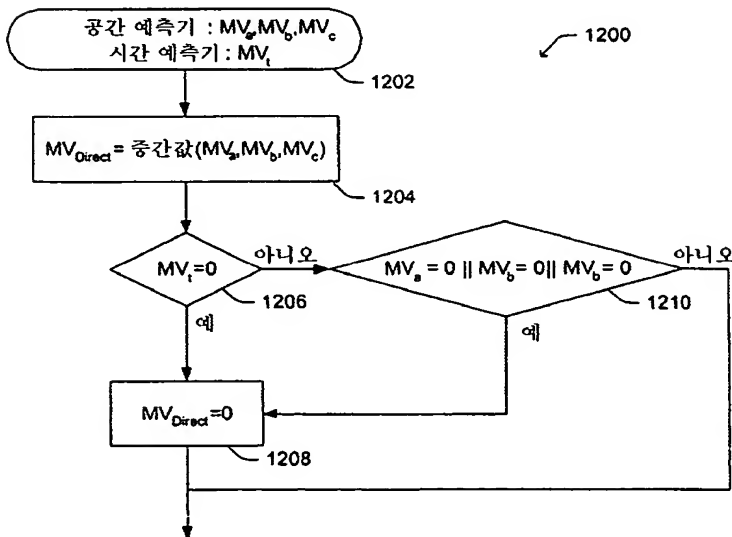 공간 예측기 : MVa,MVb,MVc
시간 예측기 : MVt
1202
1200
MVDirect = 중간값(MVa,MVb,MVc)
1204
MVt=0
아니오
1206
예
MVa = 0 || MVb = 0 || MVb = 0
아니오
1210
예
MVDirect=0
1208